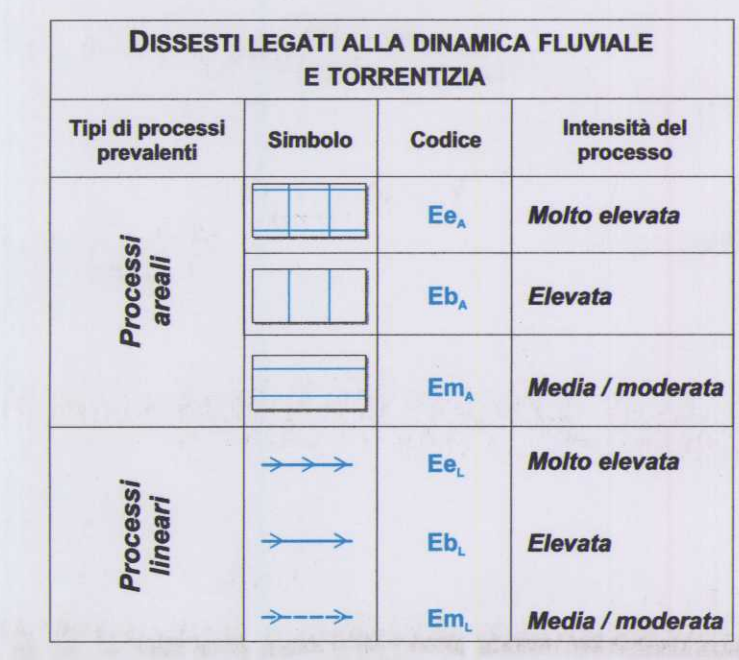 DISSESTI LEGATI ALLA DINAMICA FLUVIALE
E TORRENTIZIA
Tipi di processi
prevalenti
Simbolo
Codice
Intensità del
processo
Processi
areali
EeA
Molto elevata
EbA
Elevata
EmA
Media / moderata
Processi
lineari
EeL
Molto elevata
EbL
Elevata
EmL
Media / moderata